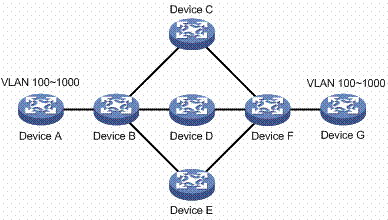 Device C
VLAN 100~1000
VLAN 100~1000
Device A
Device B
Device D
Device F
Device G
Device E